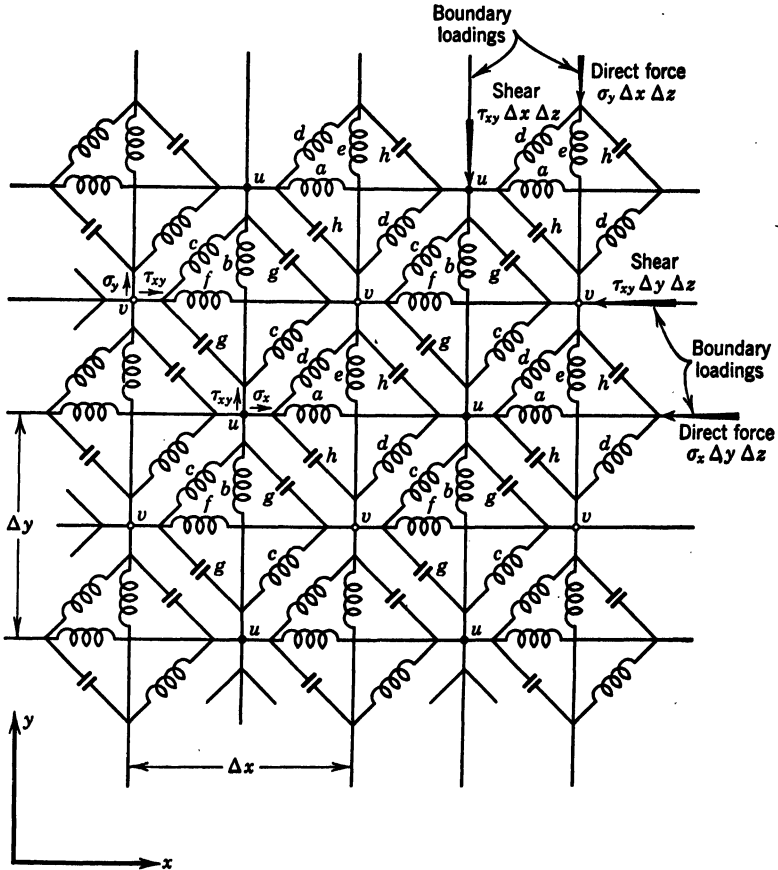 Boundary
loadings
Direct force
σy Δx Δz
Shear
τxy Δx Δz
d
e
h
d
e
h
a
a
u
u
u
h
d
h
d
c
b
g
c
b
g
f
f
Shear
τxy Δy Δz
σy
τxy
v
v
v
g
c
g
c
Boundary
loadings
d
e
h
d
e
h
τxy
σx
a
a
u
u
Direct force
σx Δy Δz
h
d
h
d
c
b
g
c
b
g
f
f
Δy
v
v
v
g
c
g
c
u
u
y
Δx
x